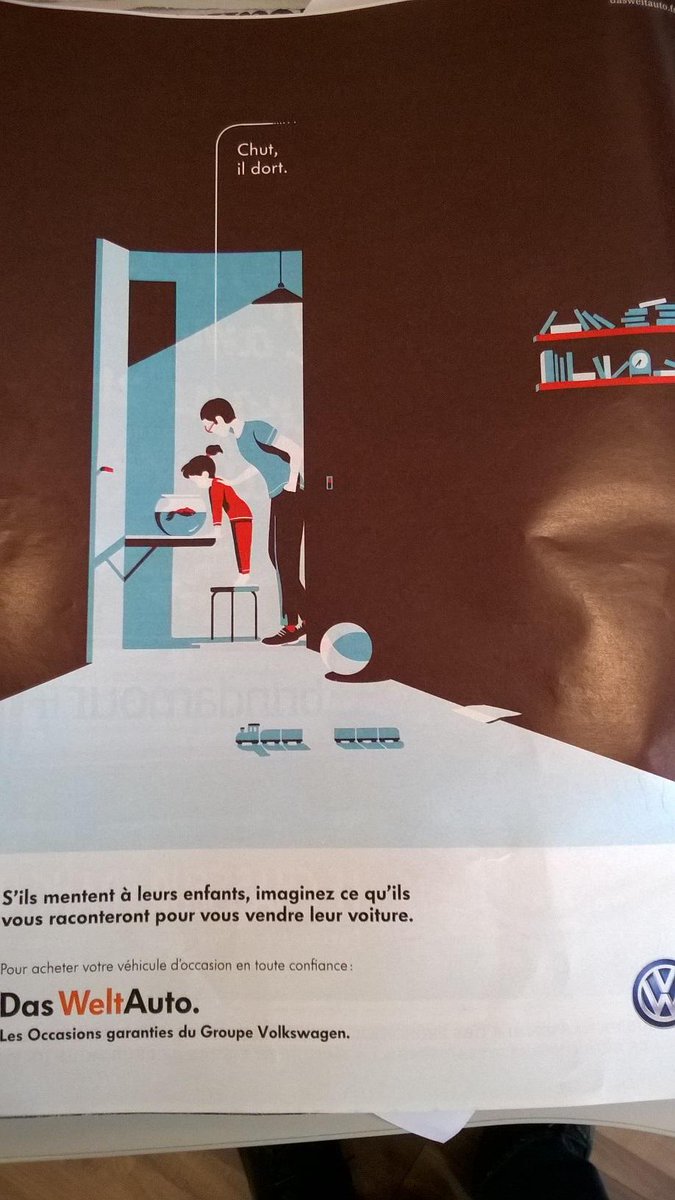 dasweltauto.fr
Chut,
il dort.
S'ils mentent à leurs enfants, imaginez ce qu'ils
vous raconteront pour vous vendre leur voiture.
Pour acheter votre véhicule d'occasion en toute confiance :
Das WeltAuto.
Les Occasions garanties du Groupe Volkswagen.